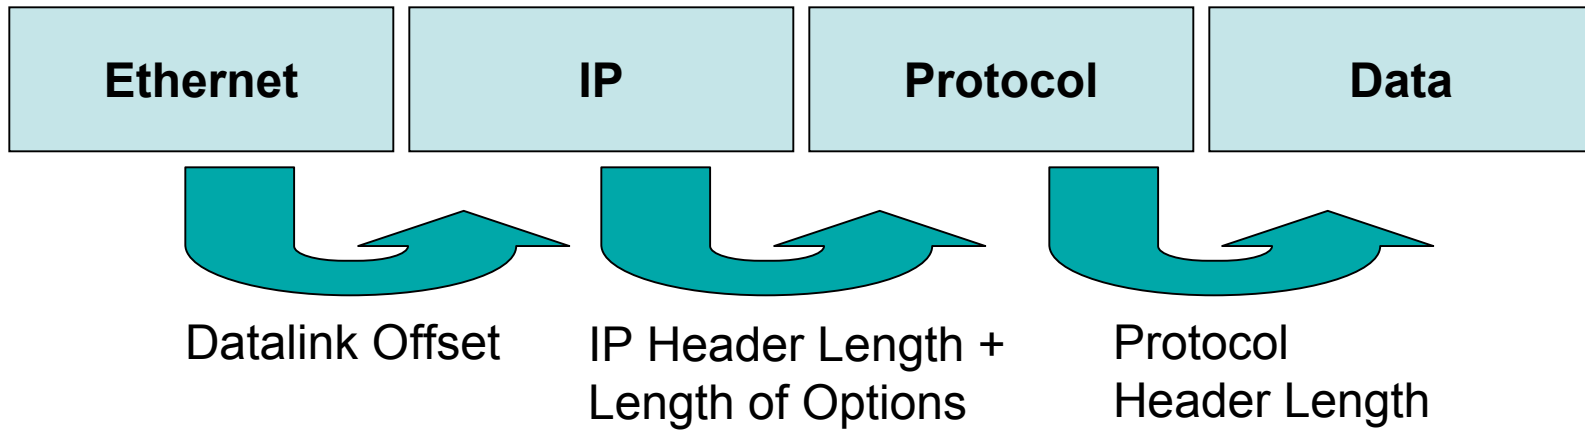 Ethernet IP Protocol Data
Datalink Offset
IP Header Length +
Length of Options
Protocol
Header Length